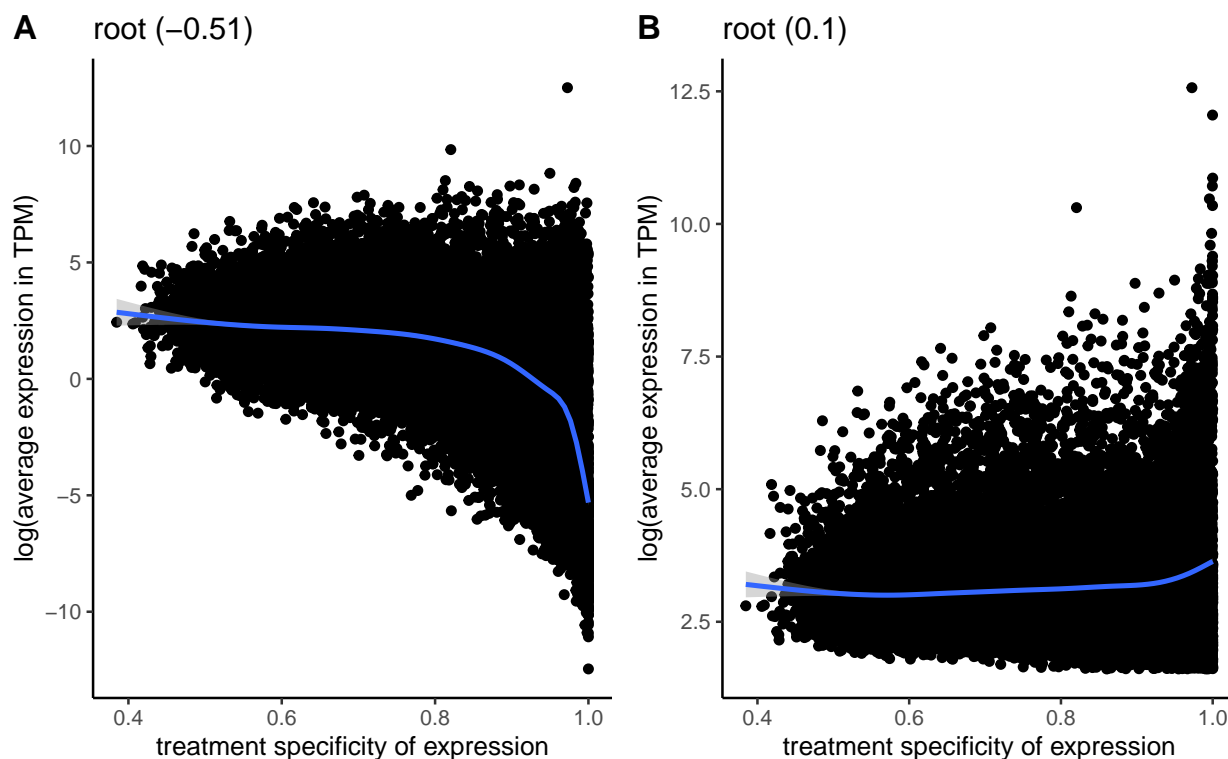 A root (−0.51)
log(average expression in TPM)
10
5
0
−5
−10
0.4 0.6 0.8 1.0
treatment specificity of expression
B root (0.1)
log(average expression in TPM)
12.5
10.0
7.5
5.0
2.5
0.4 0.6 0.8 1.0
treatment specificity of expression